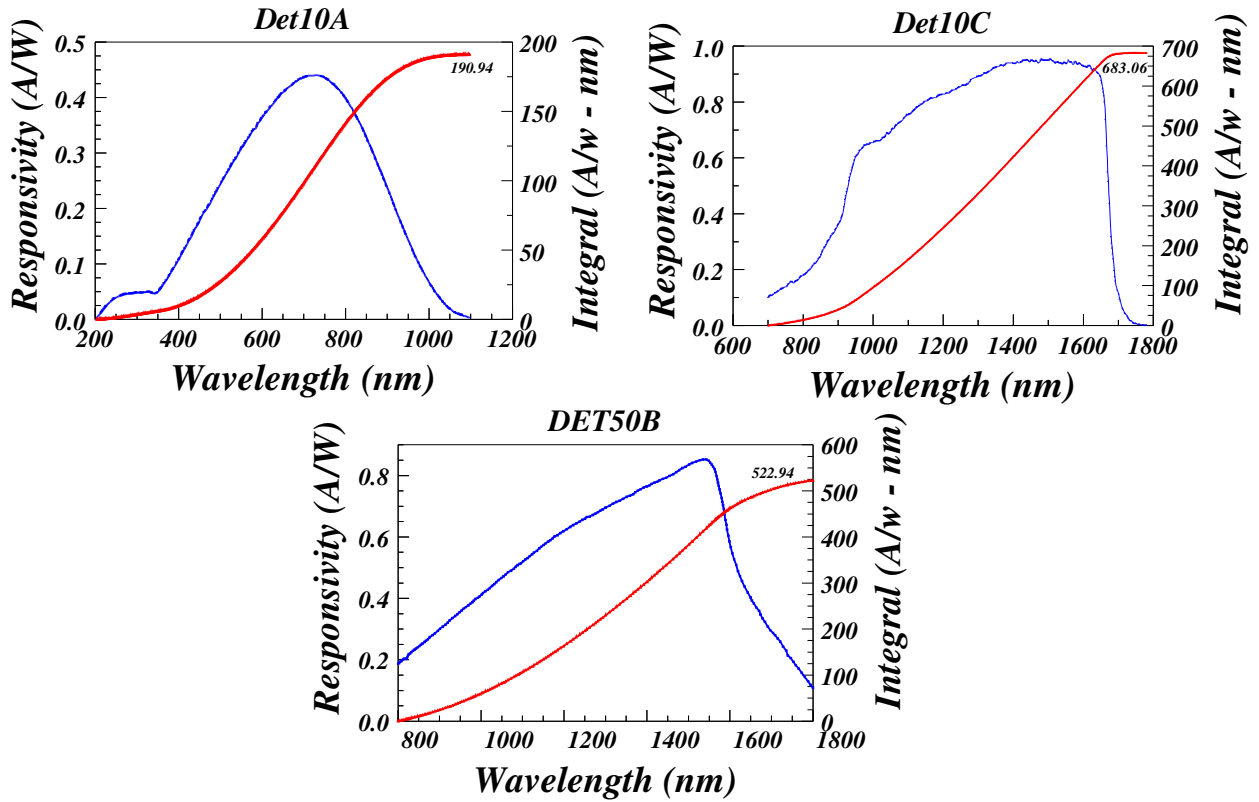 Det10A
Responsivity (A/W)
0.5
0.4
0.3
0.2
0.1
0.0
200 400 600 800 1000 1200
Wavelength (nm)
200
150
100
50
0
Integral (A/w - nm)
190.94
Det10C
Responsivity (A/W)
1.0
0.8
0.6
0.4
0.2
0.0
600 800 1000 1200 1400 1600 1800
Wavelength (nm)
700
600
500
400
300
200
100
0
Integral (A/w - nm)
683.06
DET50B
Responsivity (A/W)
0.8
0.6
0.4
0.2
0.0
800 1000 1200 1400 1600 1800
Wavelength (nm)
600
500
400
300
200
100
0
Integral (A/w - nm)
522.94